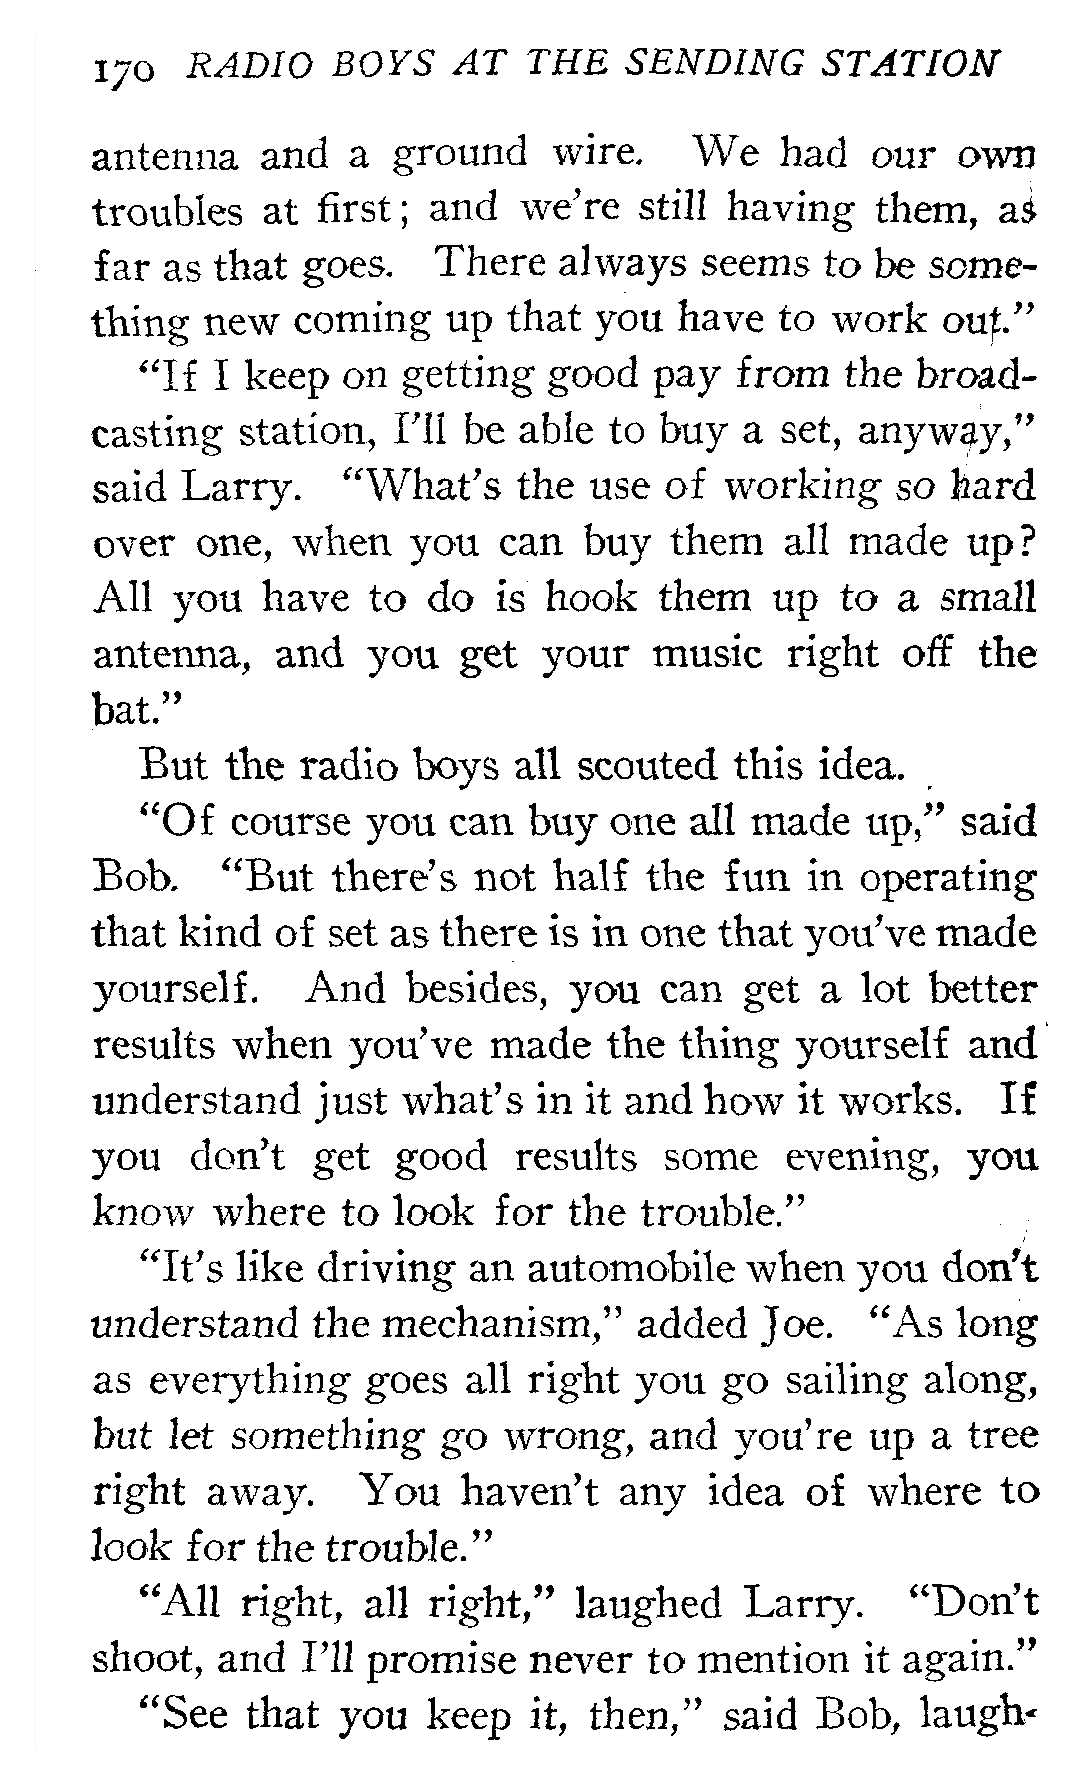 170 RADIO BOYS AT THE SENDING STATION
antenna and a ground wire. We had our own
troubles at first; and we're still having them, as
far as that goes. There always seems to be some-
thing new coming up that you have to work out."
"If I keep on getting good pay from the broad-
casting station, I'll be able to buy a set, anyway,"
said Larry. "What's the use of working so hard
over one, when you can buy them all made up?
All you have to do is hook them up to a small
antenna, and you get your music right off the
bat."
But the radio boys all scouted this idea.
"Of course you can buy one all made up," said
Bob. "But there's not half the fun in operating
that kind of set as there is in one that you've made
yourself. And besides, you can get a lot better
results when you've made the thing yourself and
understand just what's in it and how it works. If
you don't get good results some evening, you
know where to look for the trouble."
"It's like driving an automobile when you don't
understand the mechanism," added Joe. "As long
as everything goes all right you go sailing along,
but let something go wrong, and you're up a tree
right away. You haven't any idea of where to
look for the trouble."
"All right, all right," laughed Larry. "Don't
shoot, and I'll promise never to mention it again."
"See that you keep it, then," said Bob, laugh-